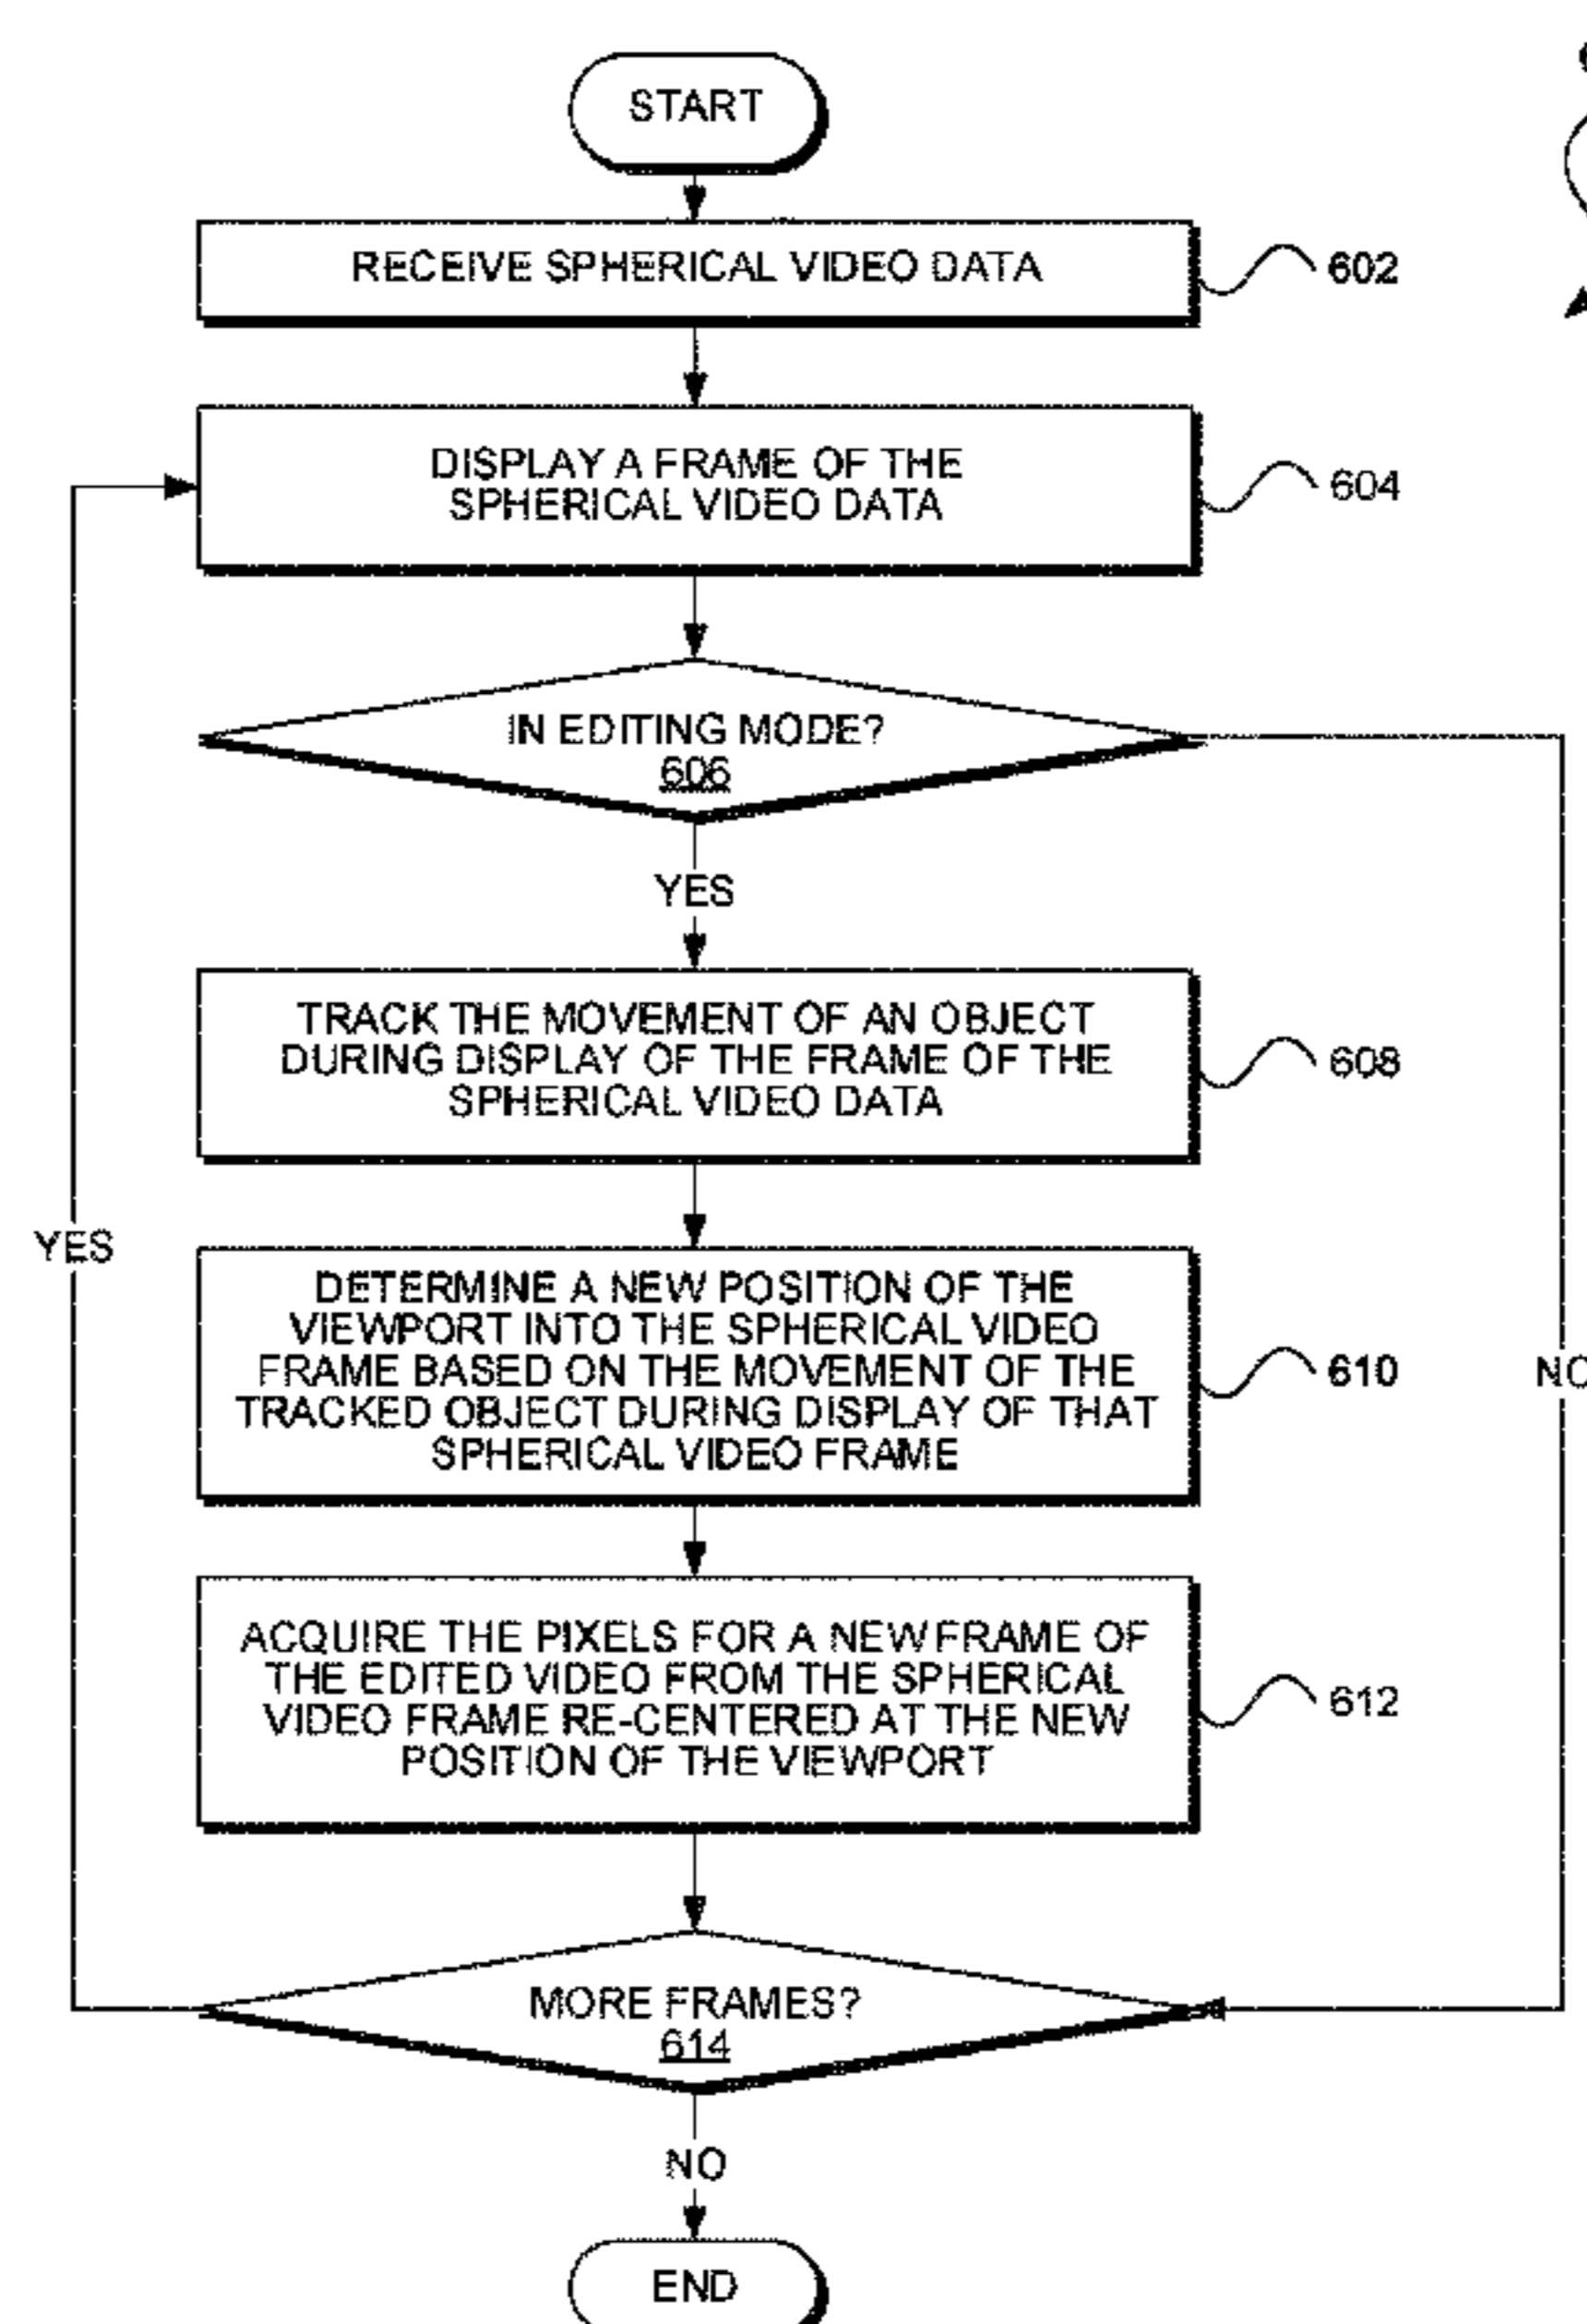 START
RECEIVE SPHERICAL VIDEO DATA
602
DISPLAY A FRAME OF THE
SPHERICAL VIDEO DATA
604
IN EDITING MODE?
606
YES
TRACK THE MOVEMENT OF AN OBJECT
DURING DISPLAY OF THE FRAME OF THE
SPHERICAL VIDEO DATA
608
YES
DETERMINE A NEW POSITION OF THE
VIEWPORT INTO THE SPHERICAL VIDEO
FRAME BASED ON THE MOVEMENT OF THE
TRACKED OBJECT DURING DISPLAY OF THAT
SPHERICAL VIDEO FRAME
610
NO
ACQUIRE THE PIXELS FOR A NEW FRAME OF
THE EDITED VIDEO FROM THE SPHERICAL
VIDEO FRAME RE-CENTERED AT THE NEW
POSITION OF THE VIEWPORT
612
MORE FRAMES?
614
NO
END